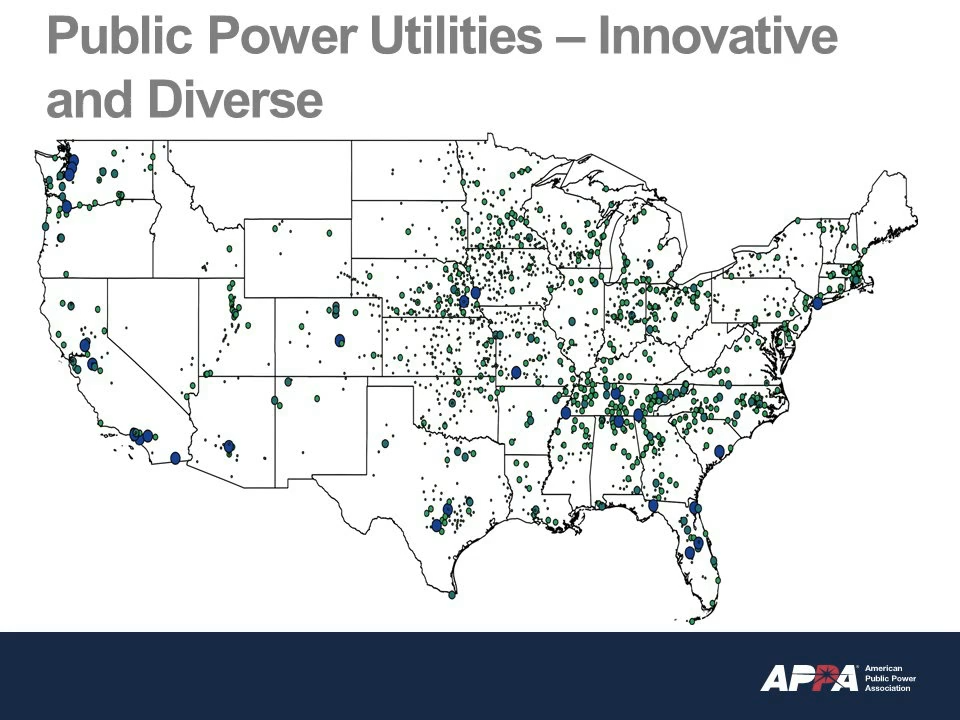 Public Power Utilities – Innovative
and Diverse
APPA
American
Public Power
Association